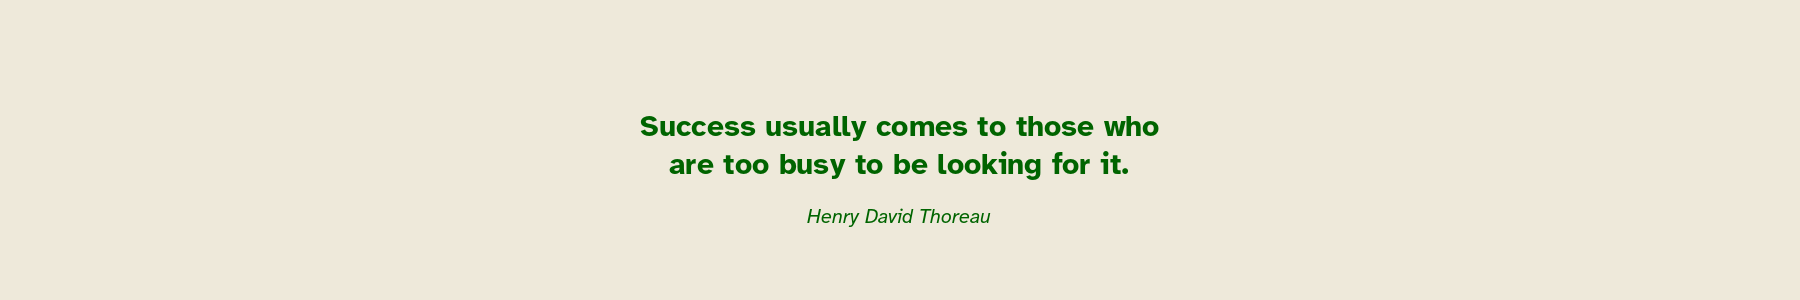 Success usually comes to those who
are too busy to be looking for it.
Henry David Thoreau